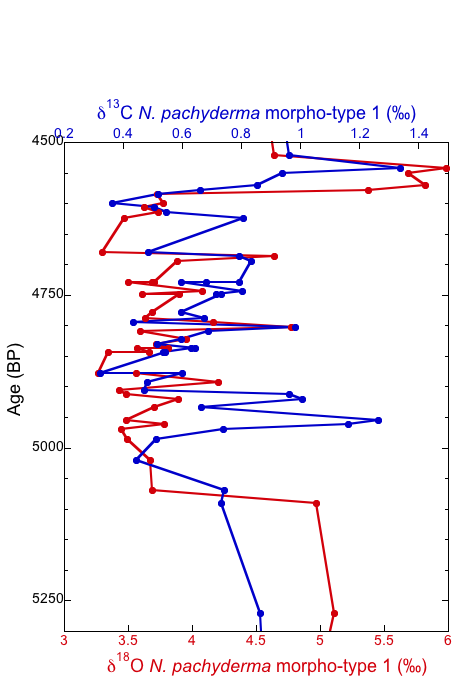 δ13C N. pachyderma morpho-type 1 (‰)
0.2 0.4 0.6 0.8 1 1.2 1.4
4500
4750
5000
5250
Age (BP)
3 3.5 4 4.5 5 5.5 6
δ18O N. pachyderma morpho-type 1 (‰)